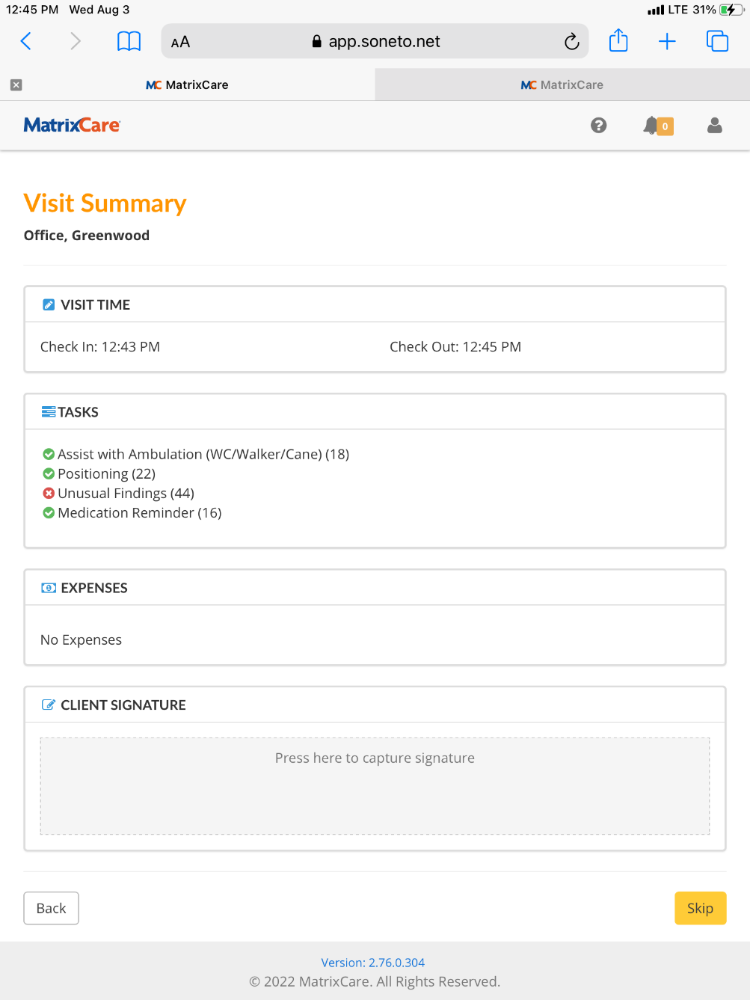 12:45 PM Wed Aug 3 LTE 31%
AA app.soneto.net
MC MatrixCare MC MatrixCare
MatrixCare
0
Visit Summary
Office, Greenwood
VISIT TIME
Check In: 12:43 PM Check Out: 12:45 PM
TASKS
Assist with Ambulation (WC/Walker/Cane) (18)
Positioning (22)
Unusual Findings (44)
Medication Reminder (16)
EXPENSES
No Expenses
CLIENT SIGNATURE
Press here to capture signature
Back Skip
Version: 2.76.0.304
© 2022 MatrixCare. All Rights Reserved.